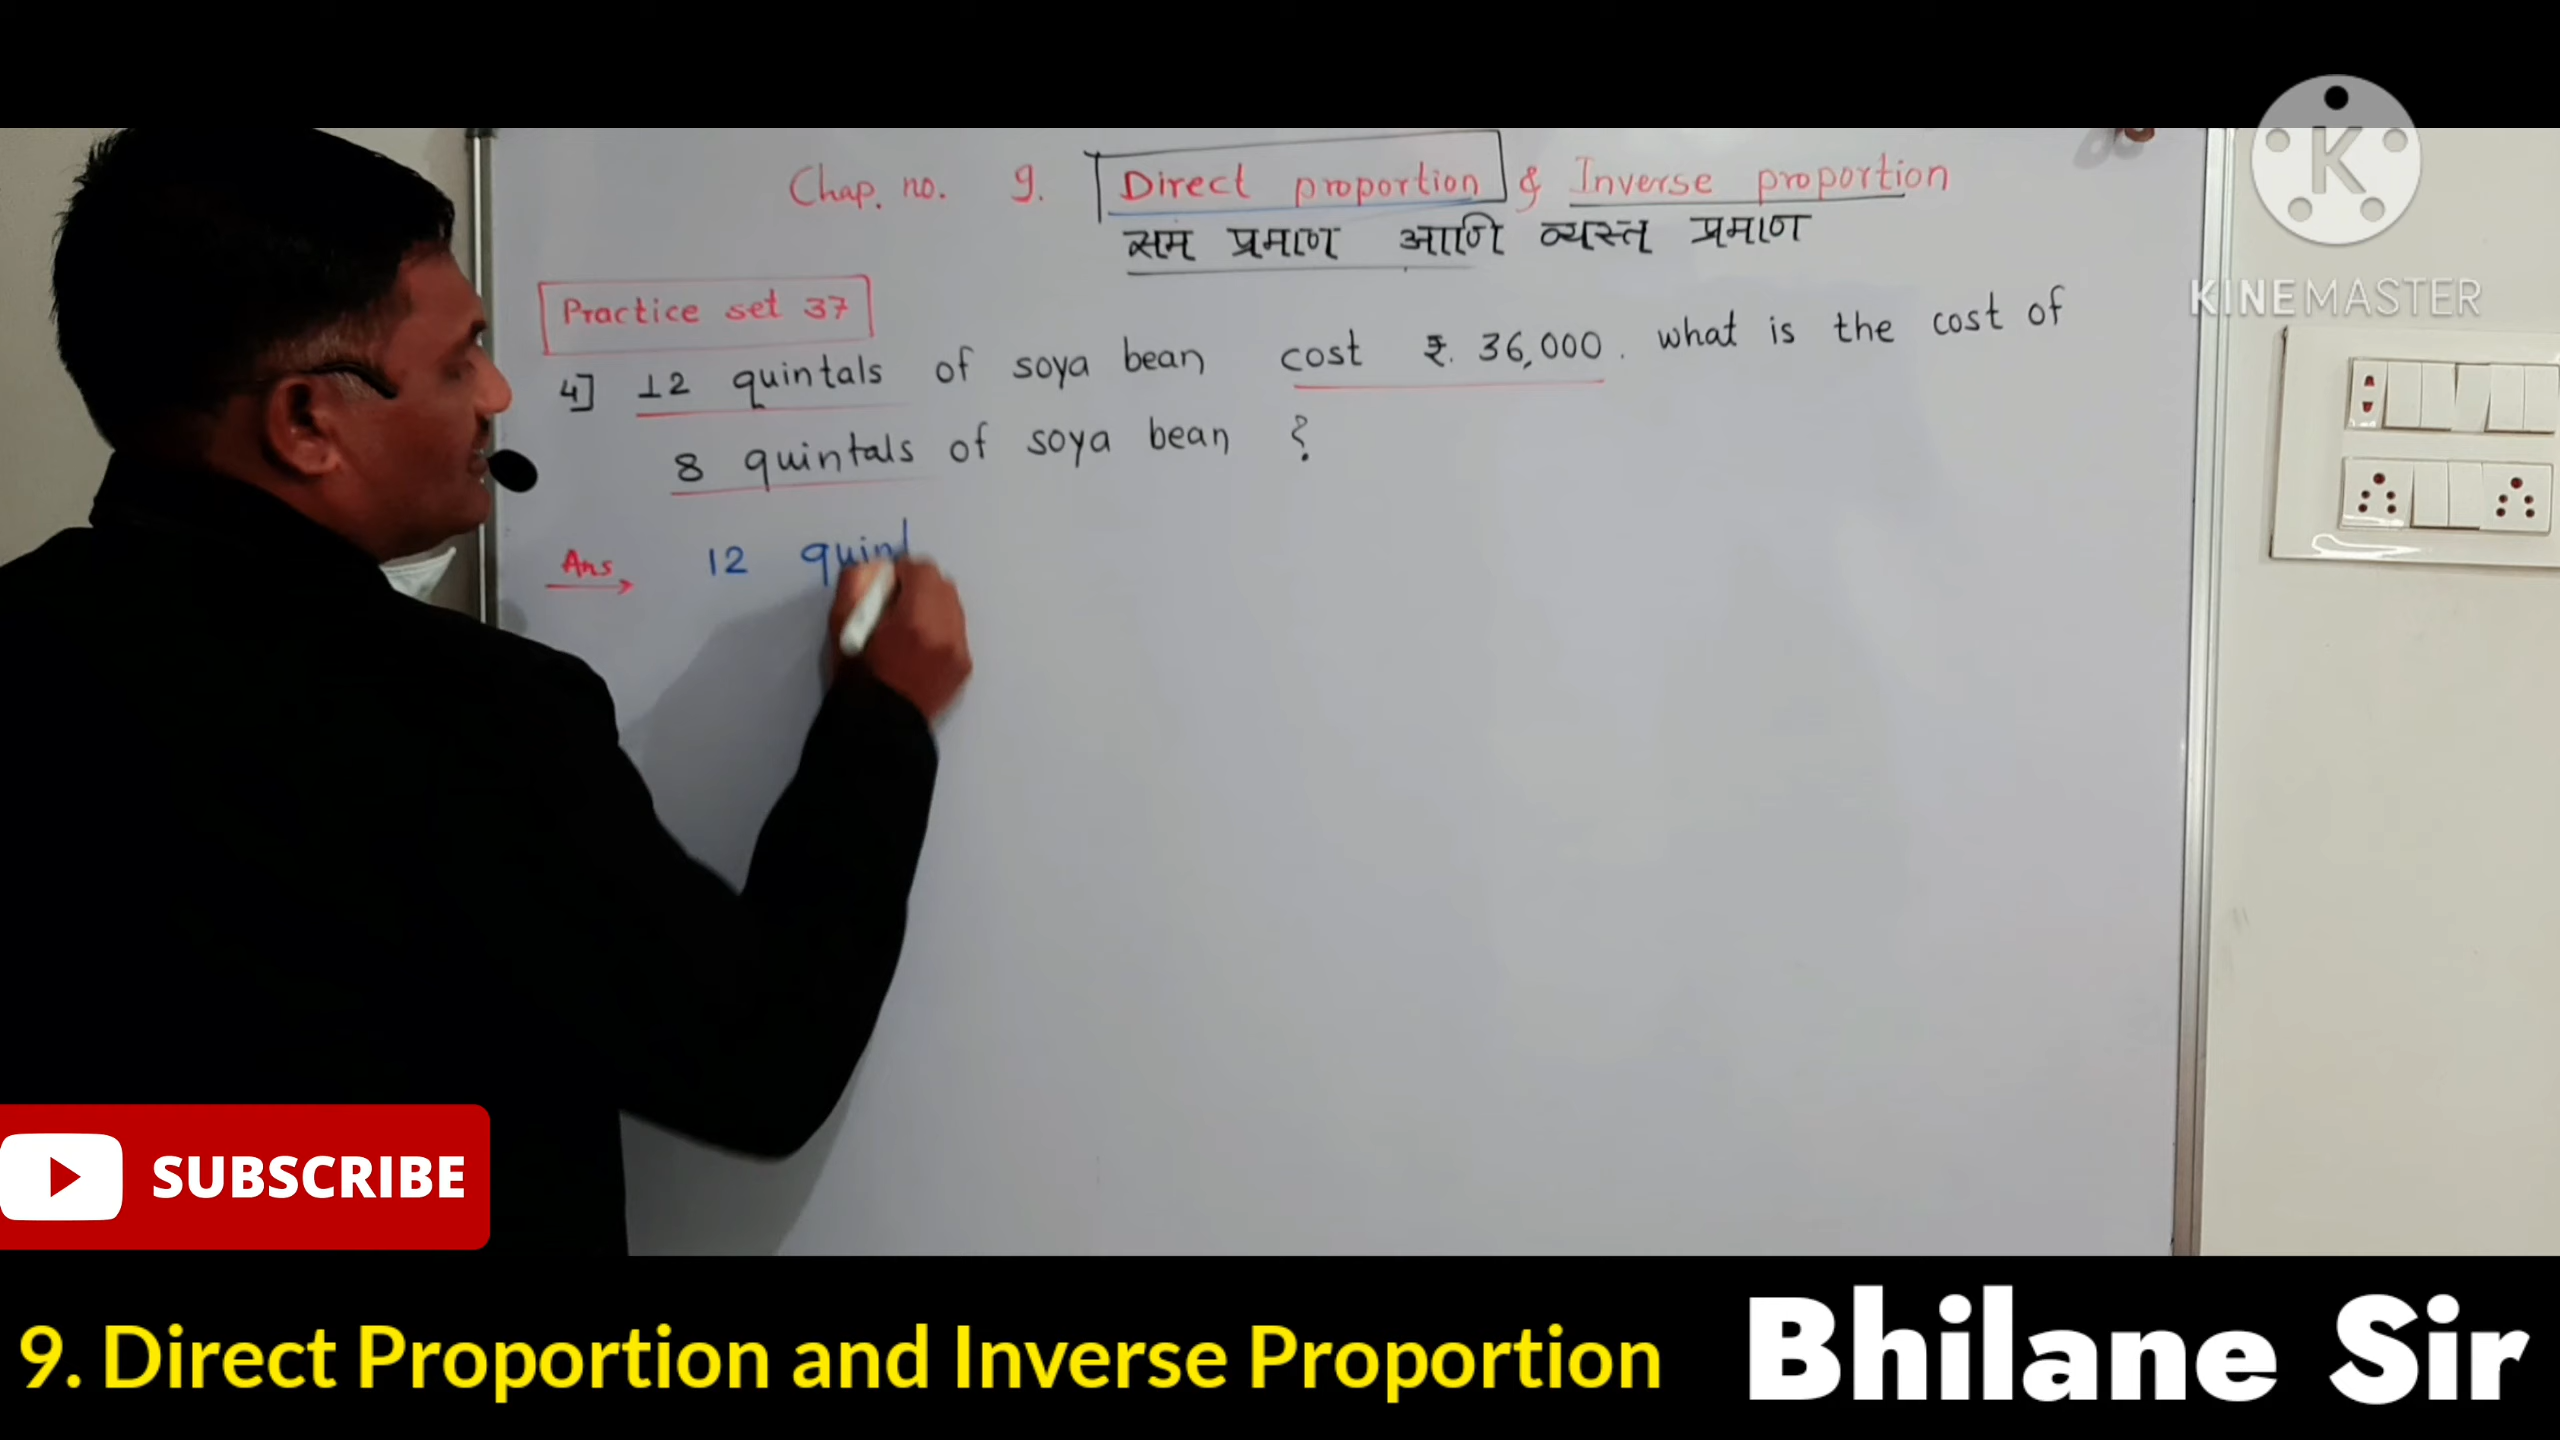 Chap. no. 9. Direct proportion & Inverse proportion
सम प्रमाण आणि व्यस्त प्रमाण
Practice set 37
4] 12 quintals of soya bean cost ₹. 36,000. what is the cost of
8 quintals of soya bean ?
Ans 12 quint
K
KINEMASTER
SUBSCRIBE
9. Direct Proportion and Inverse Proportion Bhilane Sir